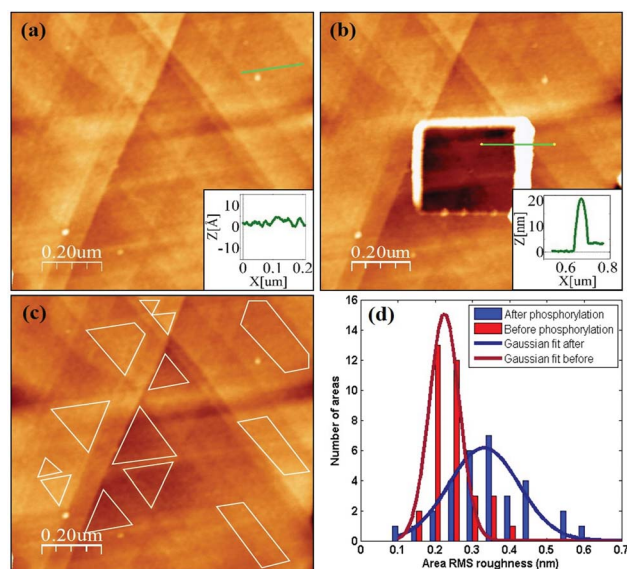 (a)
15
0
-10
Z[Å]
0
0.1
0.2
X[um]
0.20um
(b)
20
10
0
Z[nm]
0.6
0.8
X[um]
0.20um
(c)
0.20um
(d)
After phosphorylation
Before phosphorylation
Gaussian fit after
Gaussian fit before
16
14
12
10
8
6
4
2
0
Number of areas
0
0.1
0.2
0.3
0.4
0.5
0.6
0.7
Area RMS roughness (nm)